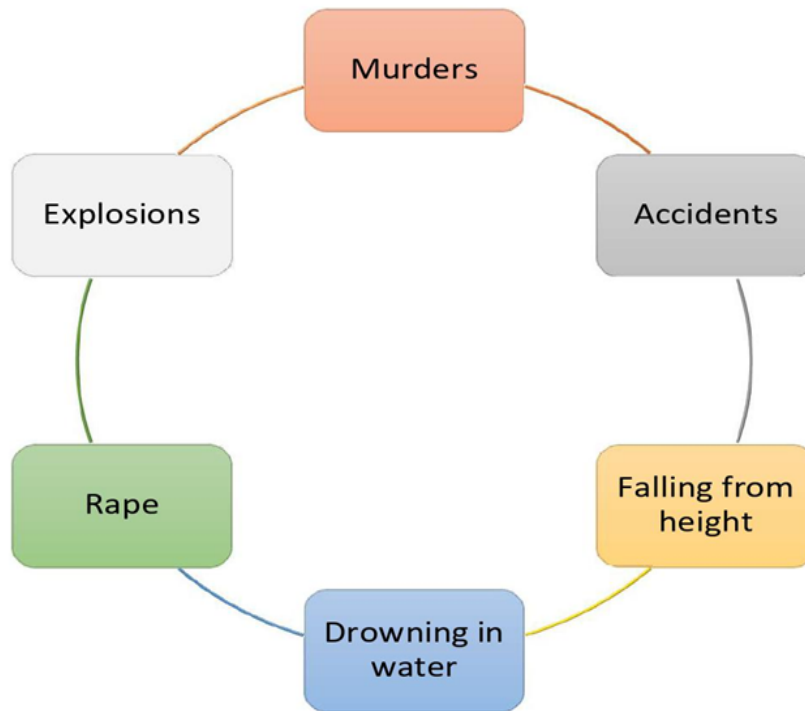 Murders
Accidents
Falling from
height
Drowning in
water
Rape
Explosions